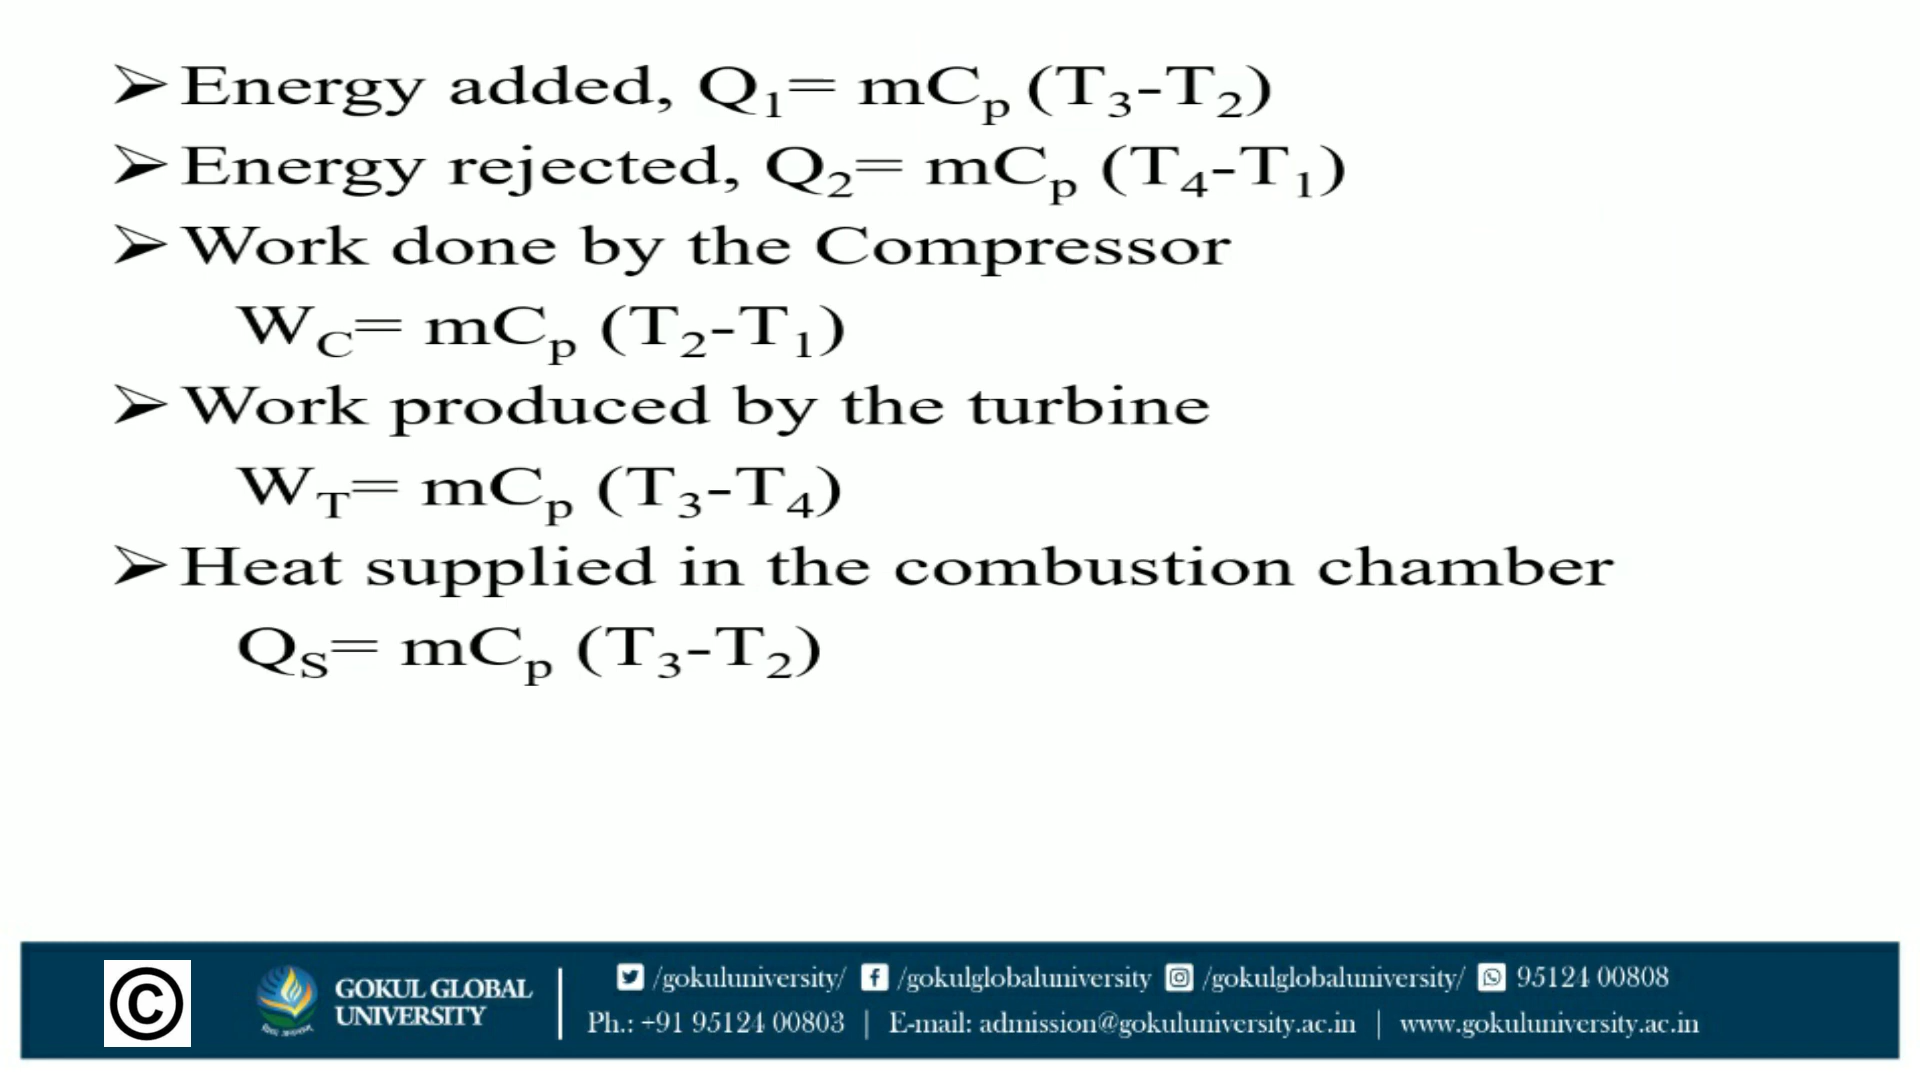 ➢Energy added, Q₁= mCₚ (T₃-T₂)
➢Energy rejected, Q₂= mCₚ (T₄-T₁)
➢Work done by the Compressor
W_C= mCₚ (T₂-T₁)
➢Work produced by the turbine
W_T= mCₚ (T₃-T₄)
➢Heat supplied in the combustion chamber
Q_S= mCₚ (T₃-T₂)
©
GOKUL GLOBAL
UNIVERSITY
/gokuluniversity/ /gokulglobaluniversity /gokulglobaluniversity/ 95124 00808
Ph.: +91 95124 00803 | E-mail: admission@gokuluniversity.ac.in | www.gokuluniversity.ac.in